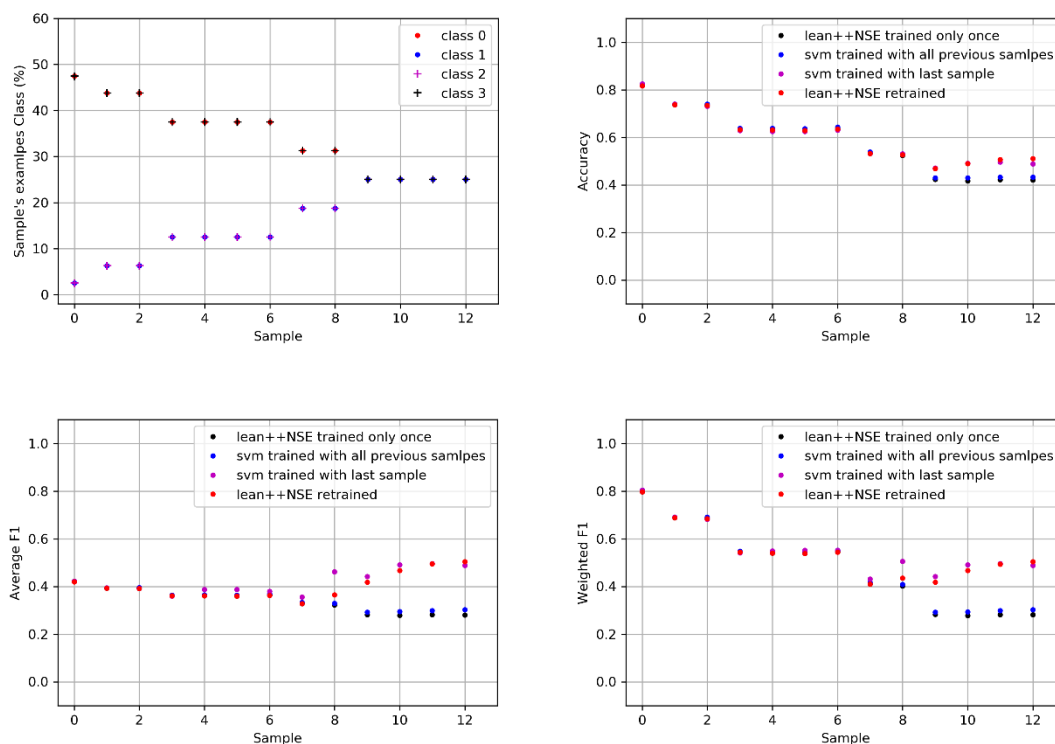 60
50
40
30
20
10
0
Sample's examlpes Class (%)
class 0
class 1
class 2
class 3
0 2 4 6 8 10 12
Sample
1.0
0.8
0.6
0.4
0.2
0.0
Accuracy
lean++NSE trained only once
svm trained with all previous samlpes
svm trained with last sample
lean++NSE retrained
0 2 4 6 8 10 12
Sample
1.0
0.8
0.6
0.4
0.2
0.0
Average F1
lean++NSE trained only once
svm trained with all previous samlpes
svm trained with last sample
lean++NSE retrained
0 2 4 6 8 10 12
Sample
1.0
0.8
0.6
0.4
0.2
0.0
Weighted F1
lean++NSE trained only once
svm trained with all previous samlpes
svm trained with last sample
lean++NSE retrained
0 2 4 6 8 10 12
Sample